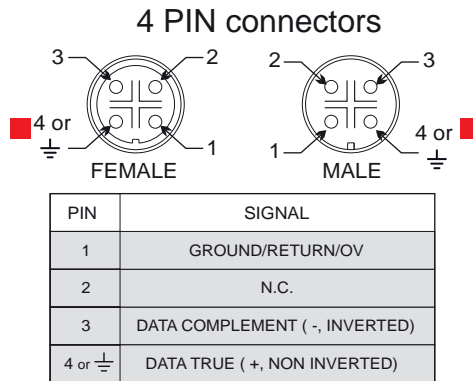 4 PIN connectors
3 2 2 3
4 or ⏚ 1 1 4 or ⏚
FEMALE MALE
PIN SIGNAL
1 GROUND/RETURN/OV
2 N.C.
3 DATA COMPLEMENT ( -, INVERTED)
4 or ⏚ DATA TRUE ( +, NON INVERTED)